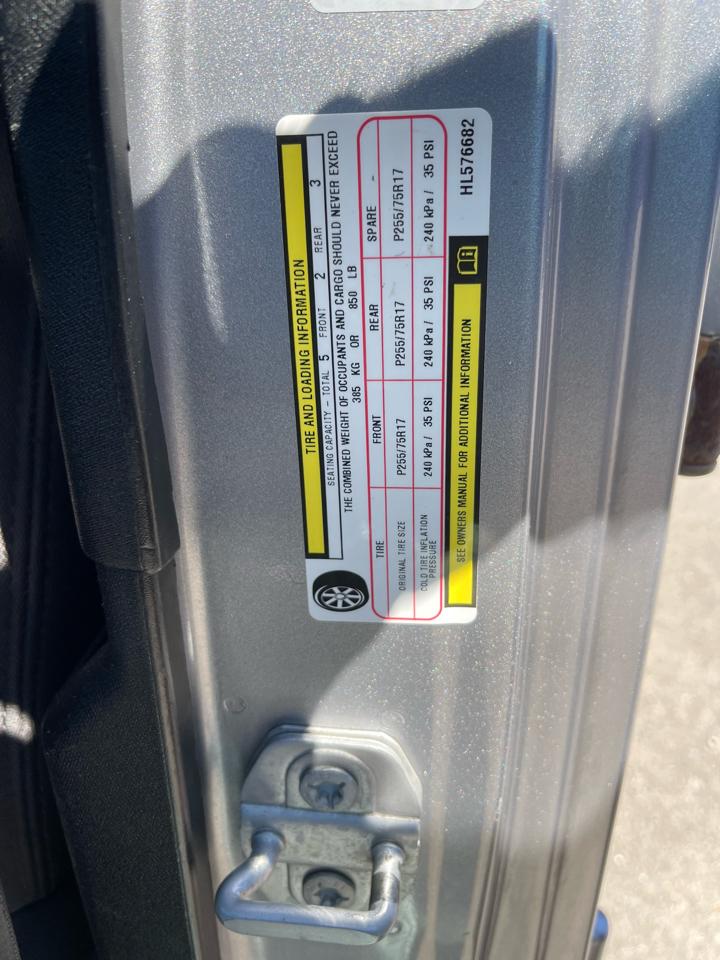 TIRE AND LOADING INFORMATION
SEATING CAPACITY – TOTAL 5 FRONT 2 REAR 3
THE COMBINED WEIGHT OF OCCUPANTS AND CARGO SHOULD NEVER EXCEED
385 KG OR 850 LB
TIRE FRONT REAR SPARE -
ORIGINAL TIRE SIZE P255/75R17 P255/75R17 P255/75R17
COLD TIRE INFLATION
PRESSURE 240 kPa / 35 PSI 240 kPa / 35 PSI 240 kPa / 35 PSI
SEE OWNERS MANUAL FOR ADDITIONAL INFORMATION HL576682